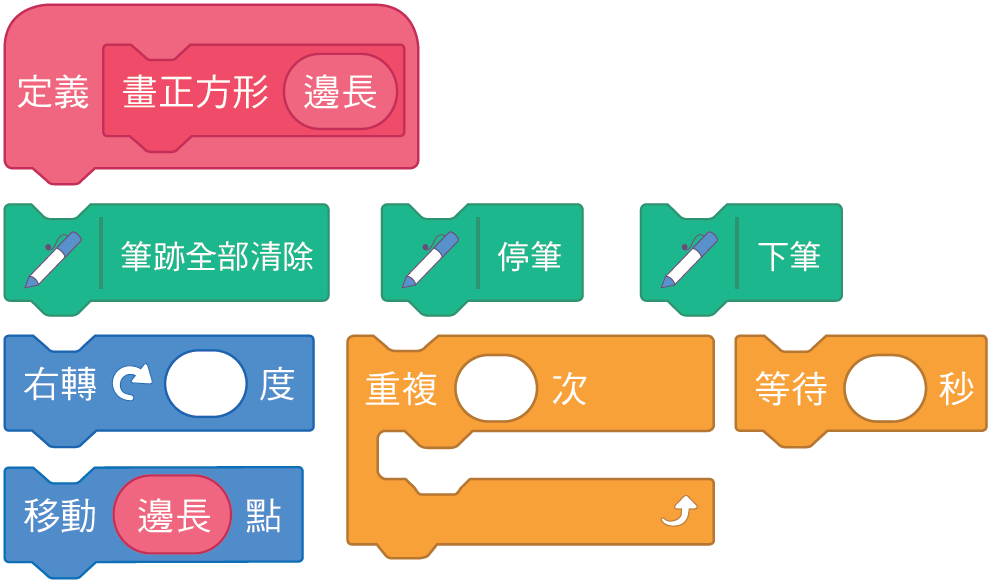 定義 畫正方形 邊長
筆跡全部清除 停筆 下筆
右轉 度 重複 次 等待 秒
移動 邊長 點